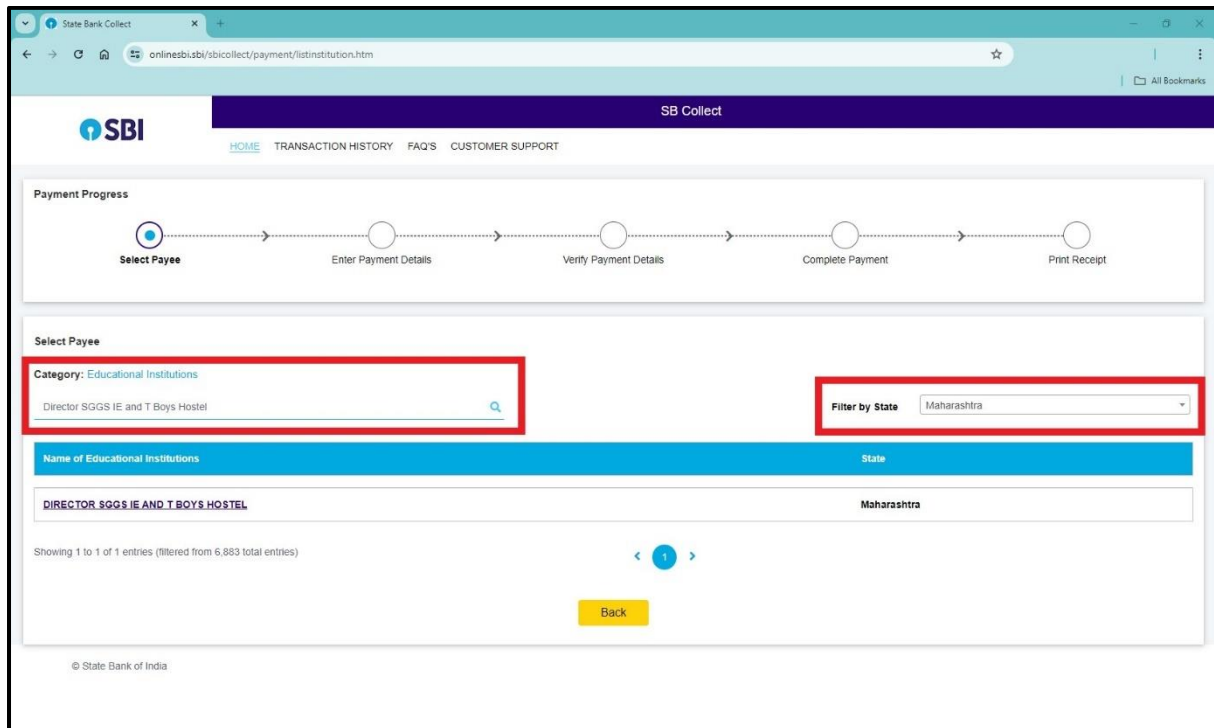 State Bank Collect
onlinesbi.sbi/sbicollect/payment/listinstitution.htm
All Bookmarks
SBI
SB Collect
HOME TRANSACTION HISTORY FAQ'S CUSTOMER SUPPORT
Payment Progress
Select Payee Enter Payment Details Verify Payment Details Complete Payment Print Receipt
Select Payee
Category: Educational Institutions
Director SGGS IE and T Boys Hostel Filter by State Maharashtra
Name of Educational Institutions State
DIRECTOR SGGS IE AND T BOYS HOSTEL Maharashtra
Showing 1 to 1 of 1 entries (filtered from 6,883 total entries) 1
Back
© State Bank of India